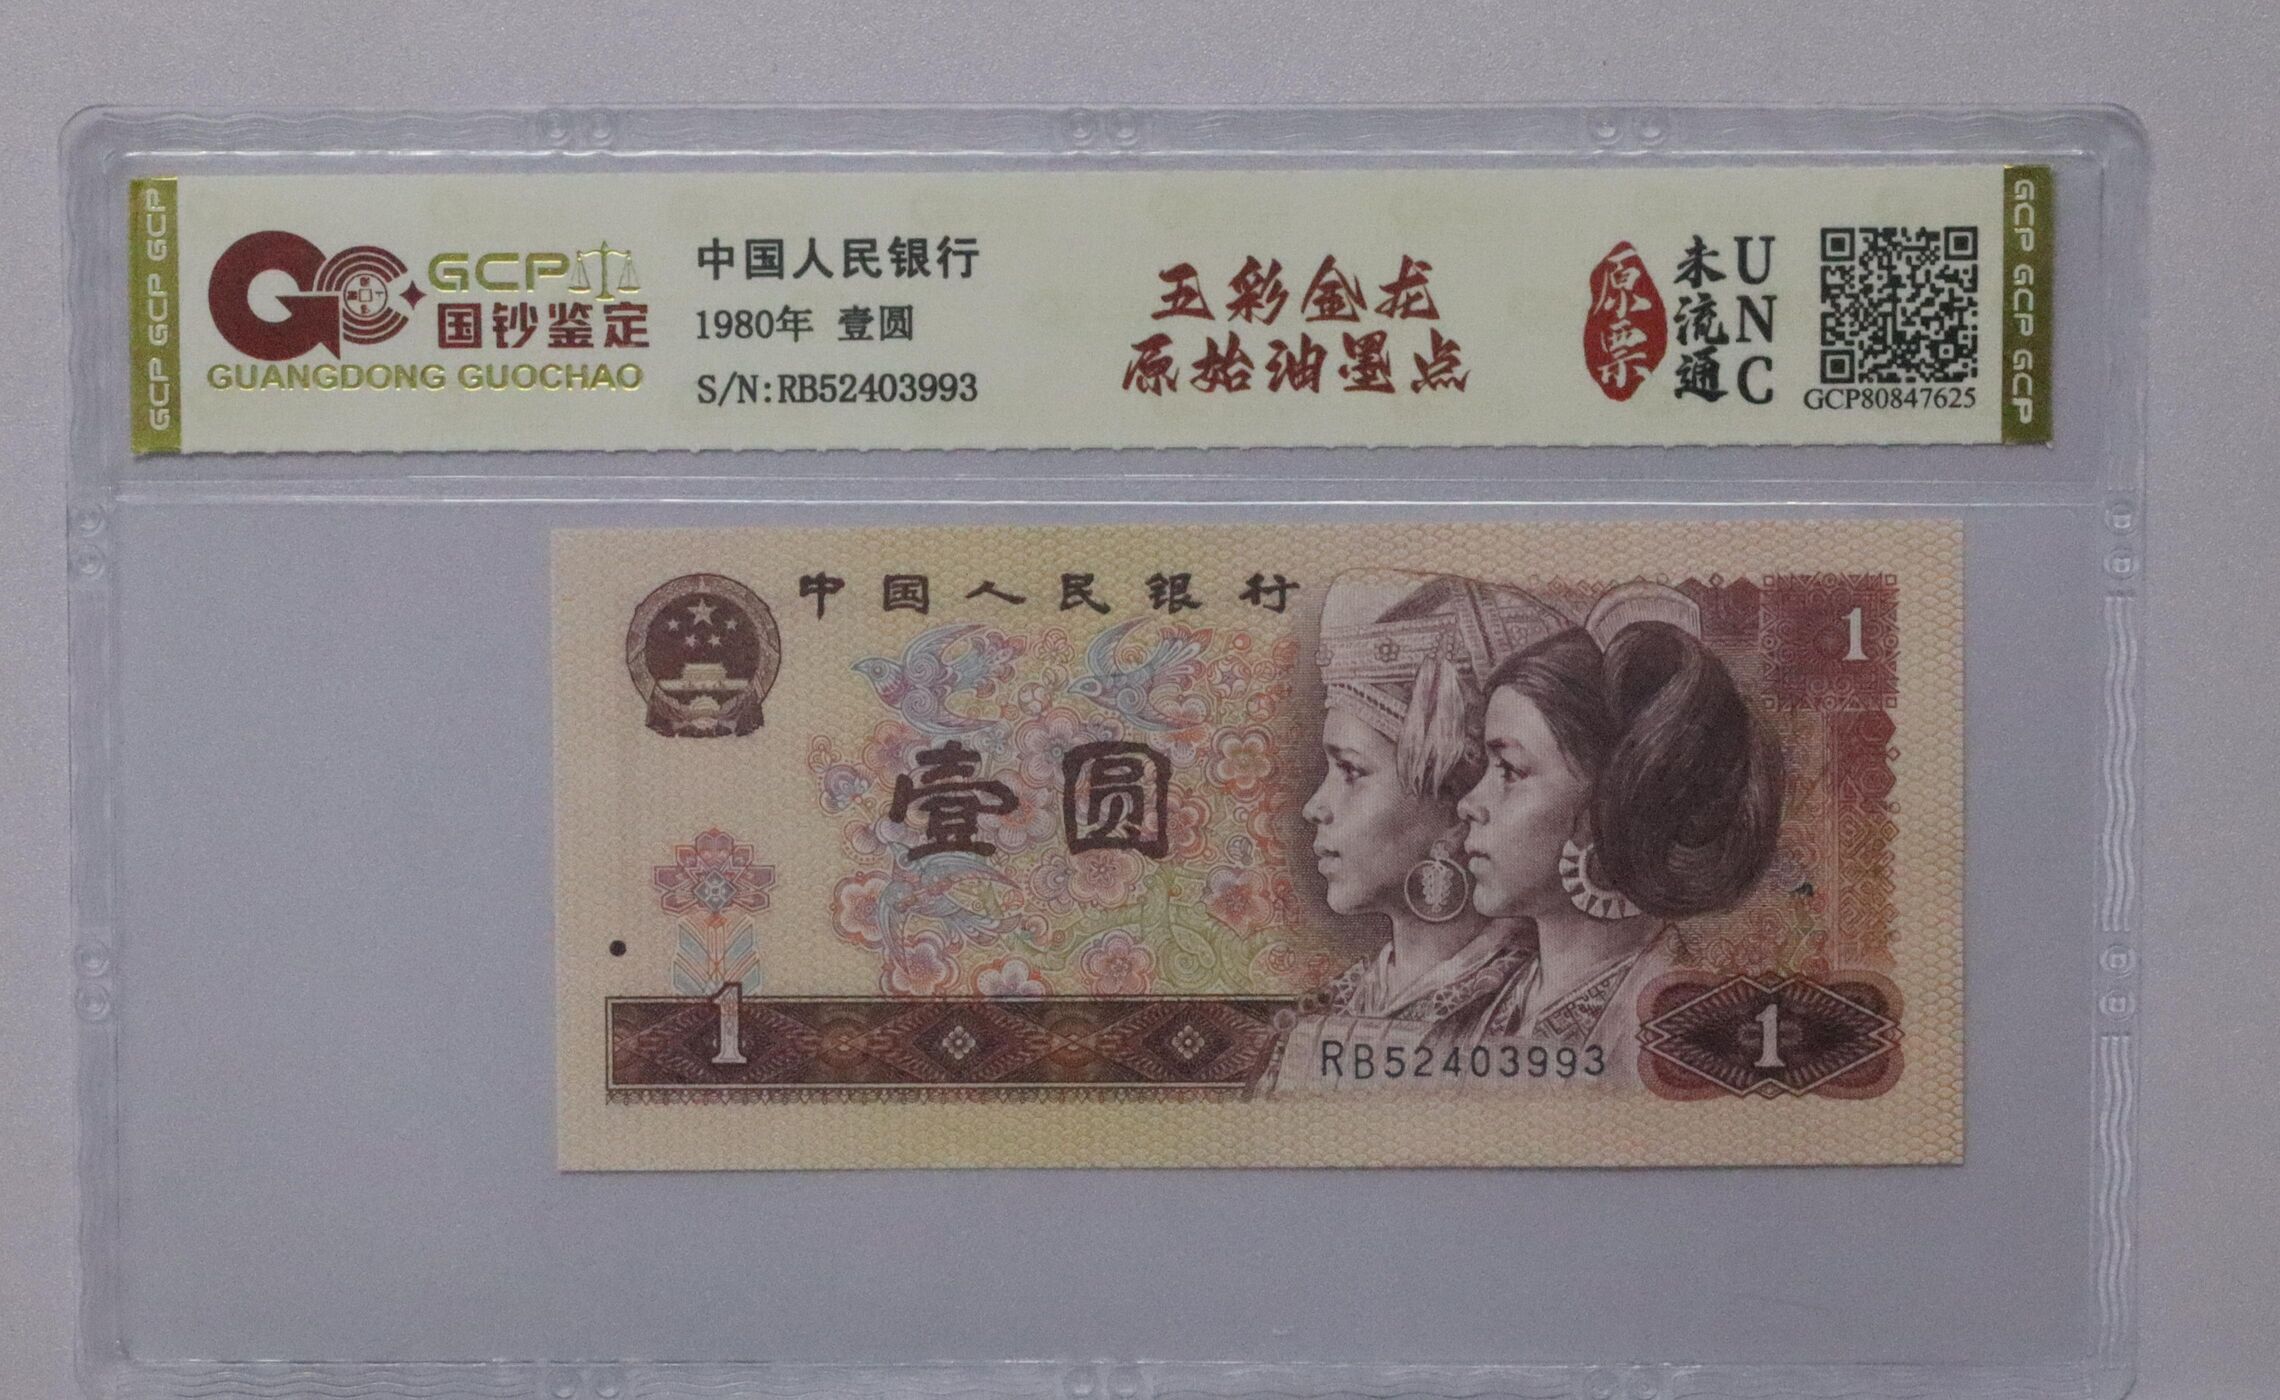 GCP GCP GCP
GCP
国钞鉴定
GUANGDONG GUOCHAO
中国人民银行
1980年 壹圆
S/N:RB52403993
五彩金龙
原始油墨点
原票
未流通
UNC
GCP80847625
GCP GCP GCP
中国人民银行
1
壹圆
1
RB52403993
1